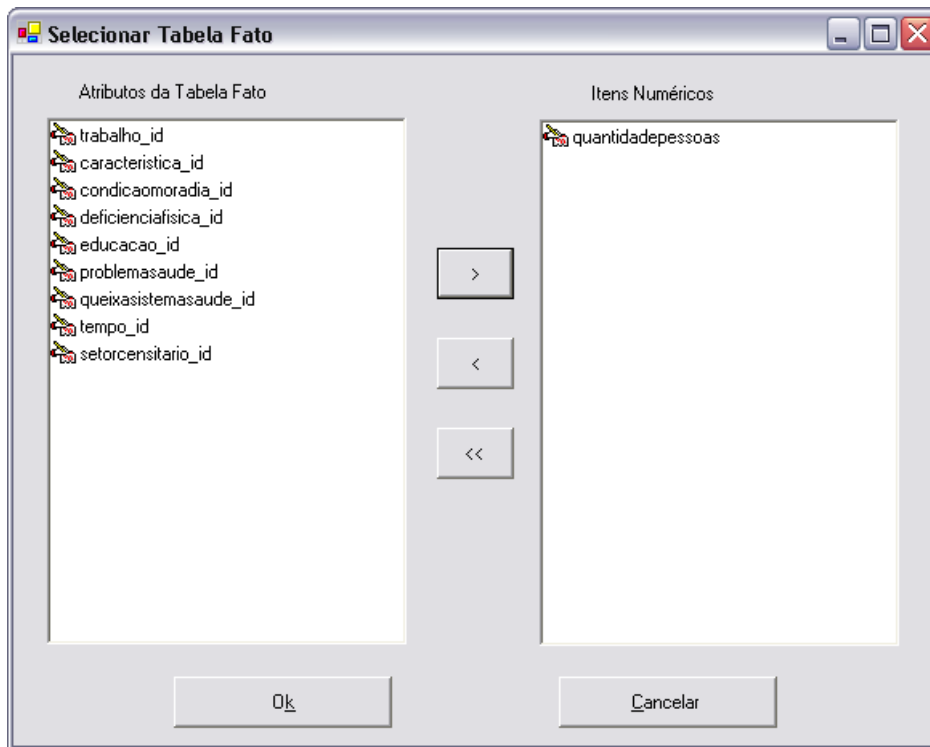 Selecionar Tabela Fato
Atributos da Tabela Fato
trabalho_id
caracteristica_id
condicaomoradia_id
deficienciafisica_id
educacao_id
problemasaude_id
queixasistemasaude_id
tempo_id
setorcensitario_id
>
<
<<
Itens Numéricos
quantidadepessoas
Ok
Cancelar